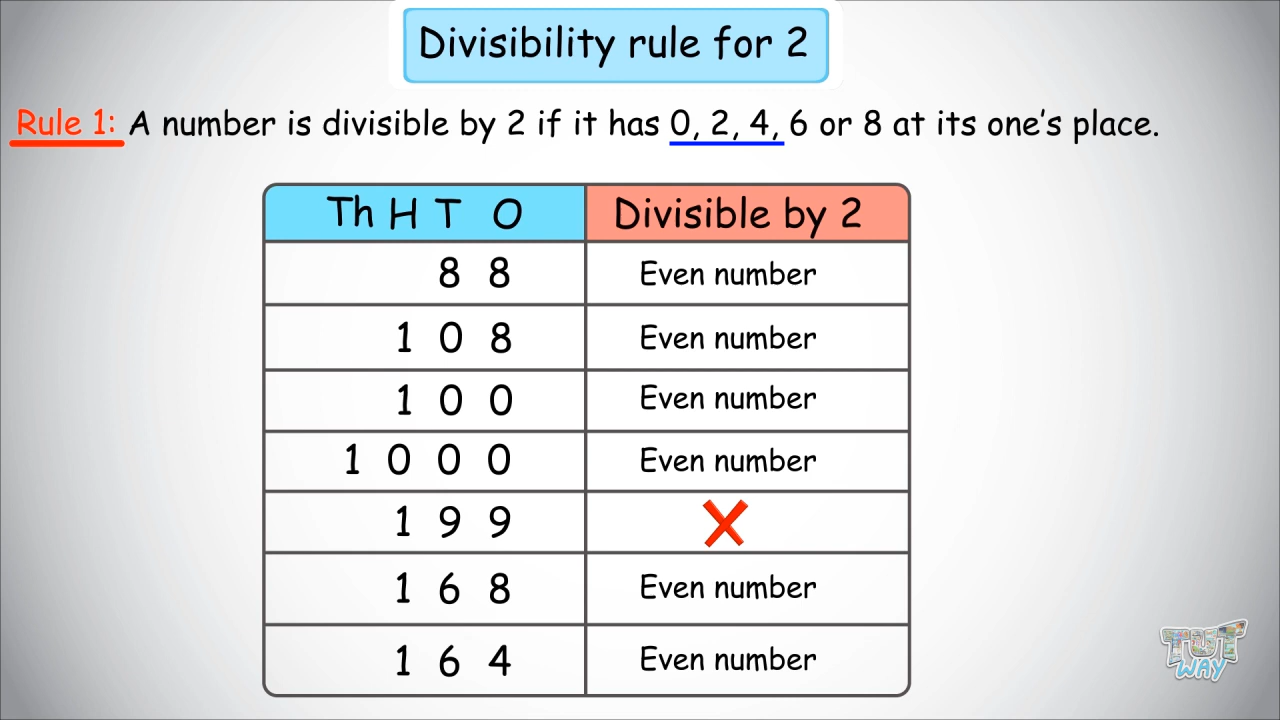 Divisibility rule for 2
Rule 1: A number is divisible by 2 if it has 0, 2, 4, 6 or 8 at its one’s place.
Th H T O Divisible by 2
8 8 Even number
1 0 8 Even number
1 0 0 Even number
1 0 0 0 Even number
1 9 9
1 6 8 Even number
1 6 4 Even number
TUT
WAY